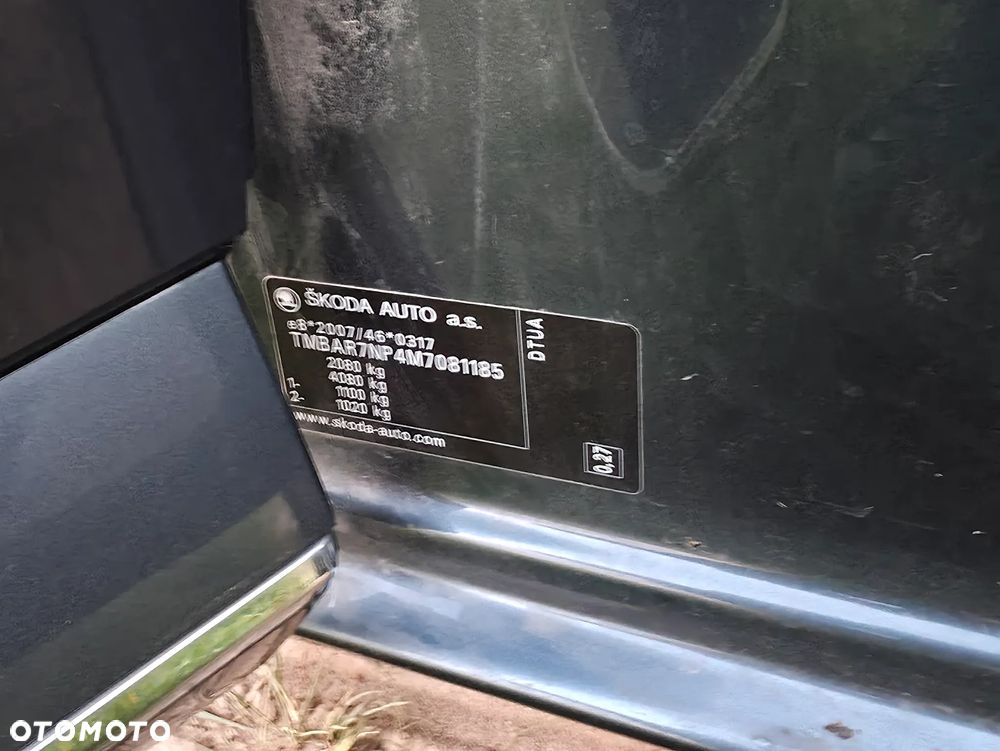 ŠKODA AUTO a.s.
e8*2007/46*0317
TMBAR7NP4M7081185
2080 kg
1- 4080 kg
2- 1100 kg
1020 kg
www.skoda-auto.com
DTUA
0,27
OTOMOTO